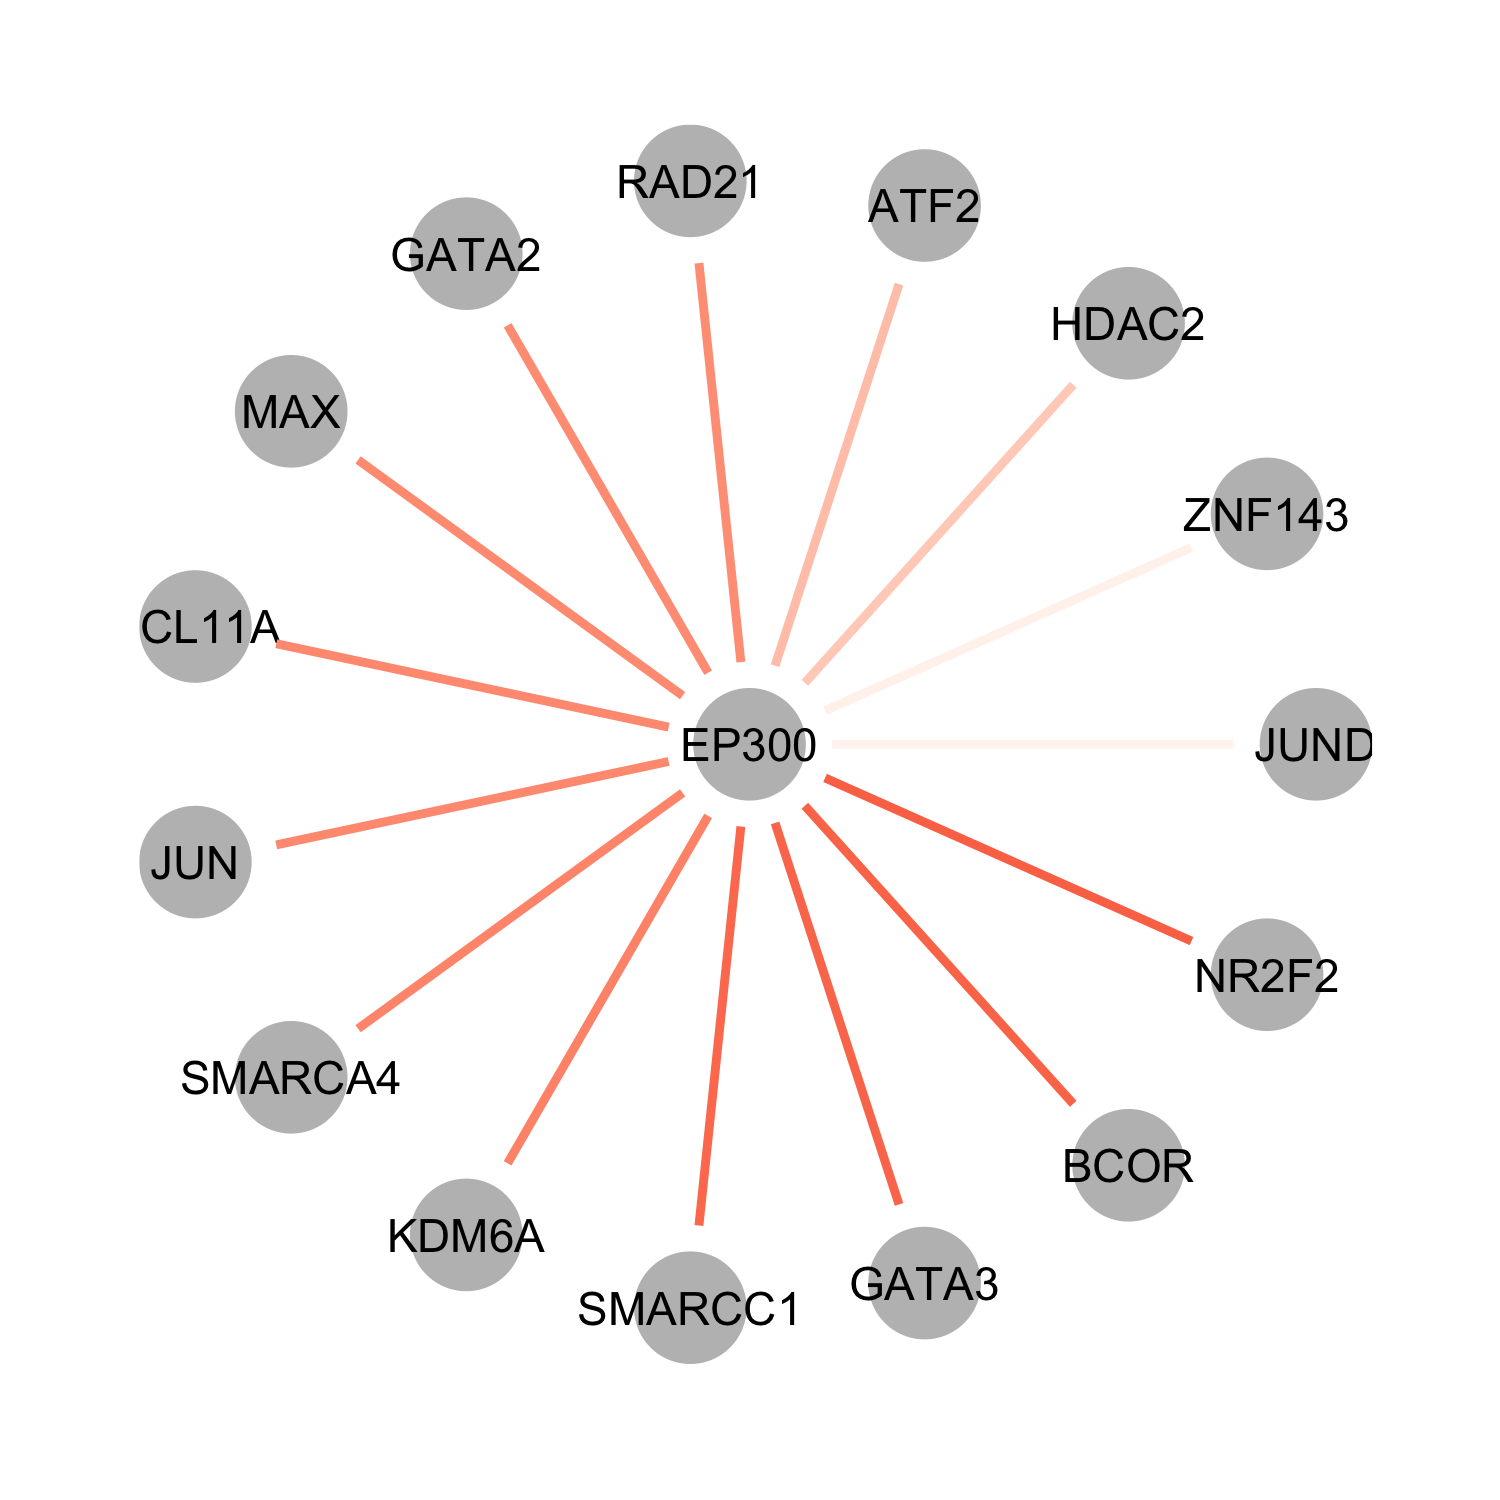 RAD21
ATF2
GATA2
HDAC2
MAX
ZNF143
CL11A
EP300
JUND
JUN
NR2F2
SMARCA4
BCOR
KDM6A
GATA3
SMARCC1